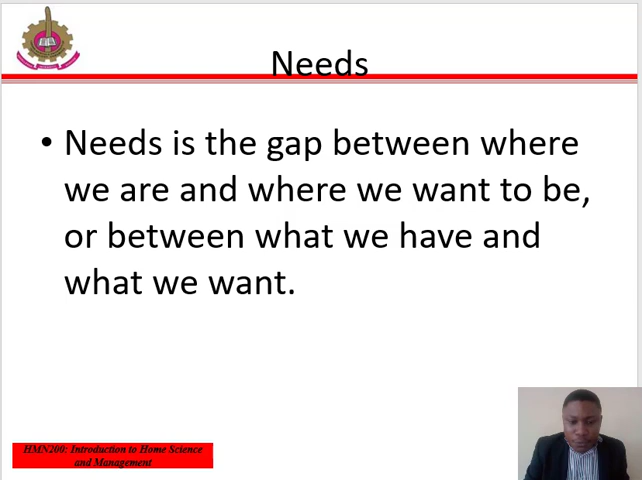 Needs
• Needs is the gap between where
we are and where we want to be,
or between what we have and
what we want.
HMN200: Introduction to Home Science
and Management